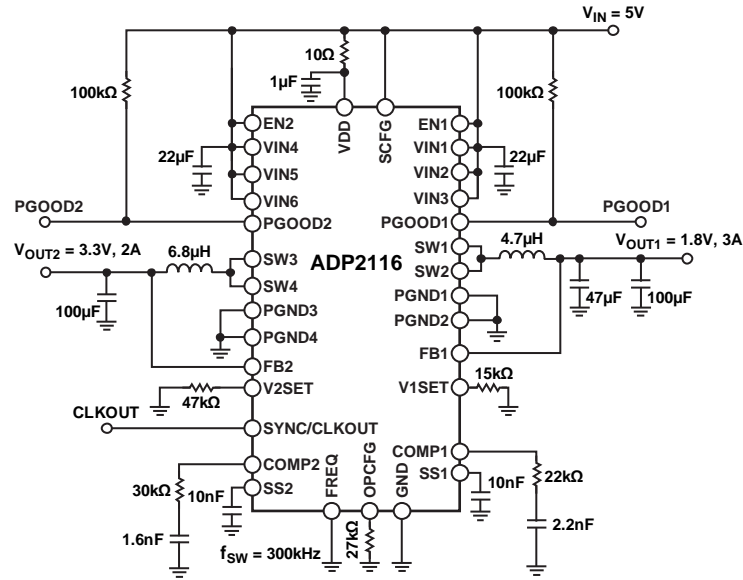 VIN = 5V
10Ω
1µF
100kΩ
100kΩ
VDD
SCFG
EN2
VIN4
VIN5
VIN6
PGOOD2
EN1
VIN1
VIN2
VIN3
PGOOD1
22µF
22µF
PGOOD2
PGOOD1
VOUT2 = 3.3V, 2A
6.8µH
SW3
SW4
ADP2116
SW1
SW2
4.7µH
VOUT1 = 1.8V, 3A
100µF
47µF
100µF
PGND3
PGND4
PGND1
PGND2
FB2
FB1
V2SET
47kΩ
V1SET
15kΩ
CLKOUT
SYNC/CLKOUT
COMP2
SS2
COMP1
SS1
FREQ
OPCFG
GND
30kΩ
10nF
1.6nF
10nF
22kΩ
2.2nF
fSW = 300kHz
27kΩ